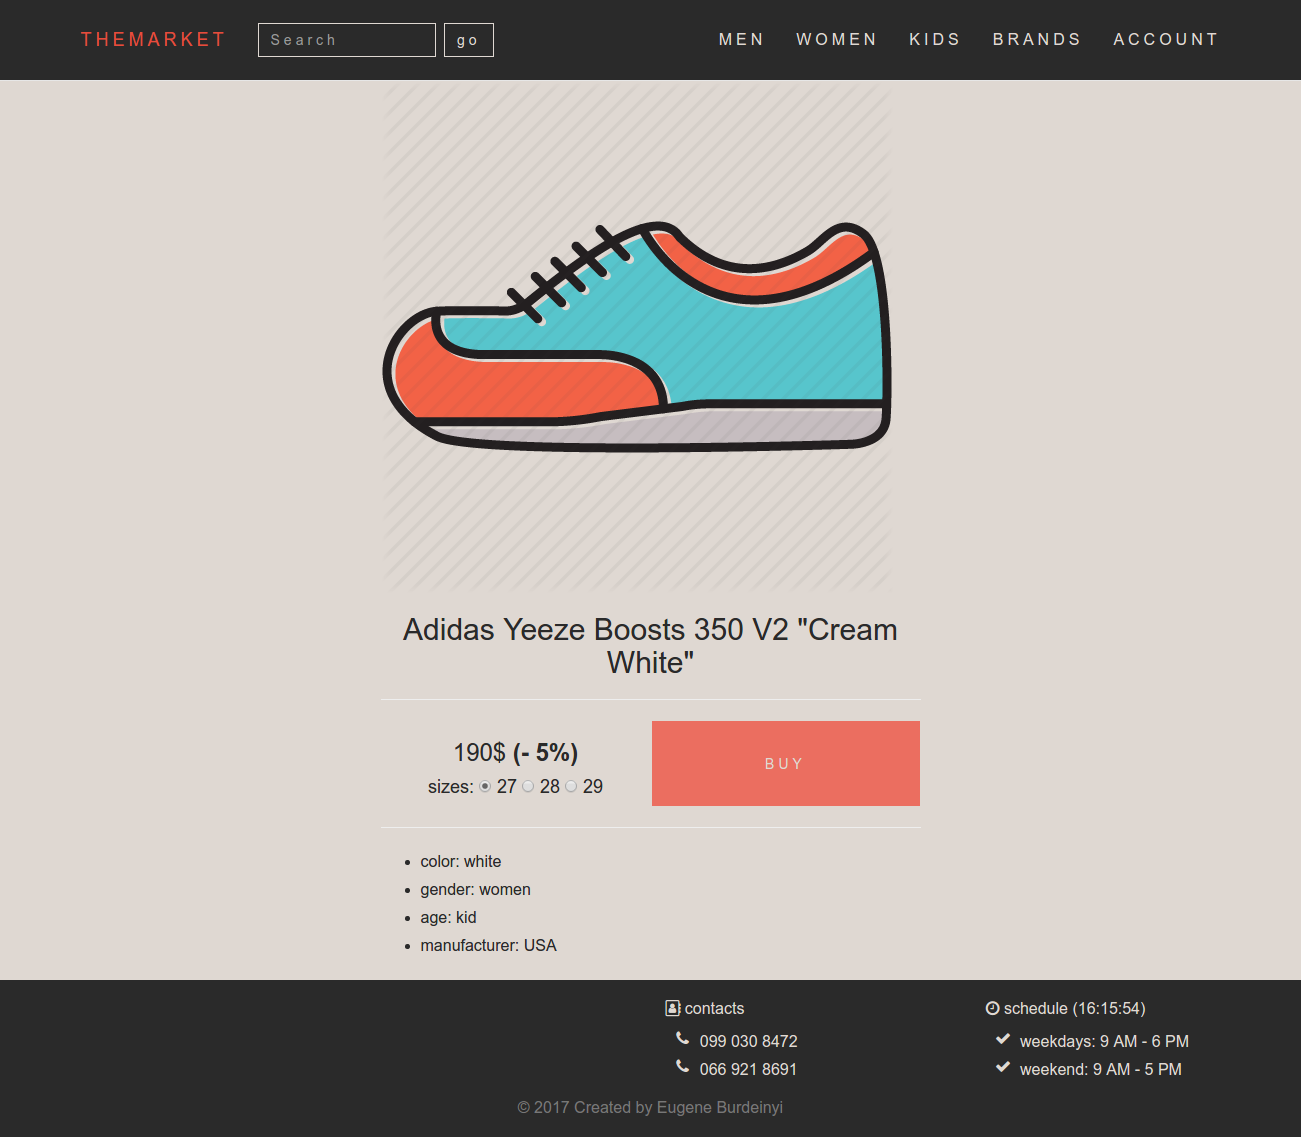 THEMARKET Search go MEN WOMEN KIDS BRANDS ACCOUNT
Adidas Yeeze Boosts 350 V2 "Cream
White"
190$ (- 5%)
sizes: 27 28 29
BUY
color: white
gender: women
age: kid
manufacturer: USA
contacts
099 030 8472
066 921 8691
schedule (16:15:54)
weekdays: 9 AM - 6 PM
weekend: 9 AM - 5 PM
© 2017 Created by Eugene Burdeinyi